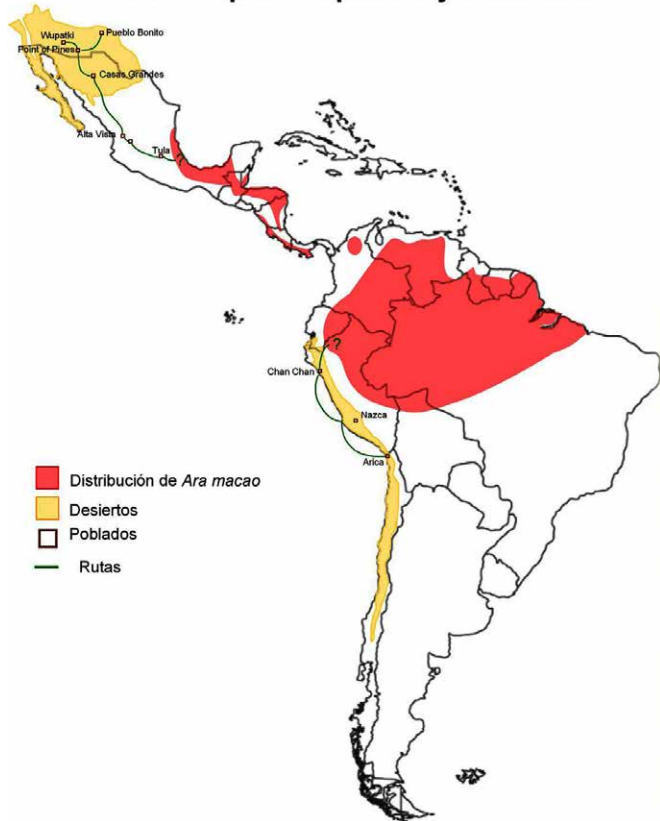 Wupatki
Pueblo Bonito
Point of Pines
Casas Grandes
Alta Vista
Tula
?
Chan Chan
Nazca
Arica
Distribución de Ara macao
Desiertos
Poblados
Rutas